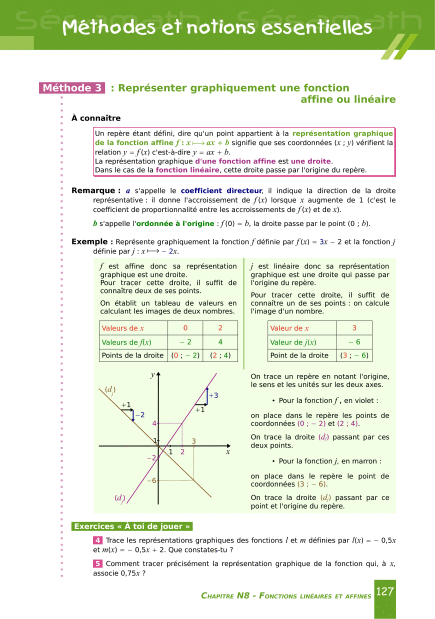 Méthodes et notions essentielles
Méthode 3 : Représenter graphiquement une fonction
affine ou linéaire
À connaître
Un repère étant défini, dire qu'un point appartient à la représentation graphique
de la fonction affine f : x ⟼ ax + b signifie que ses coordonnées (x ; y) vérifient la
relation y = f (x) c'est-à-dire y = ax + b.
La représentation graphique d'une fonction affine est une droite.
Dans le cas de la fonction linéaire, cette droite passe par l'origine du repère.
Remarque : a s'appelle le coefficient directeur, il indique la direction de la droite
représentative : il donne l'accroissement de f (x) lorsque x augmente de 1 (c'est le
coefficient de proportionnalité entre les accroissements de f (x) et de x).
b s'appelle l'ordonnée à l'origine : f (0) = b, la droite passe par le point (0 ; b).
Exemple : Représente graphiquement la fonction f définie par f (x) = 3x − 2 et la fonction j
définie par j : x ⟼ − 2x.
f est affine donc sa représentation
graphique est une droite.
Pour tracer cette droite, il suffit de
connaître deux de ses points.
On établit un tableau de valeurs en
calculant les images de deux nombres.
Valeurs de x 0 2
Valeurs de f(x) − 2 4
Points de la droite (0 ; − 2) (2 ; 4)
j est linéaire donc sa représentation
graphique est une droite qui passe par
l'origine du repère.
Pour tracer cette droite, il suffit de
connaître un de ses points : on calcule
l'image d'un nombre.
Valeur de x 3
Valeur de j(x) − 6
Point de la droite (3 ; − 6)
y
(dj)
+3
+1
+1
−2
4
1
3
1 2
x
−2
−6
(df)
On trace un repère en notant l'origine,
le sens et les unités sur les deux axes.
• Pour la fonction f , en violet :
on place dans le repère les points de
coordonnées (0 ; − 2) et (2 ; 4).
On trace la droite (df) passant par ces
deux points.
• Pour la fonction j, en marron :
on place dans le repère le point de
coordonnées (3 ; − 6).
On trace la droite (dj) passant par ce
point et l'origine du repère.
Exercices « À toi de jouer »
4 Trace les représentations graphiques des fonctions l et m définies par l(x) = − 0,5x
et m(x) = − 0,5x + 2. Que constates-tu ?
5 Comment tracer précisément la représentation graphique de la fonction qui, à x,
associe 0,75x ?
Chapitre N8 - Fonctions linéaires et affines 127